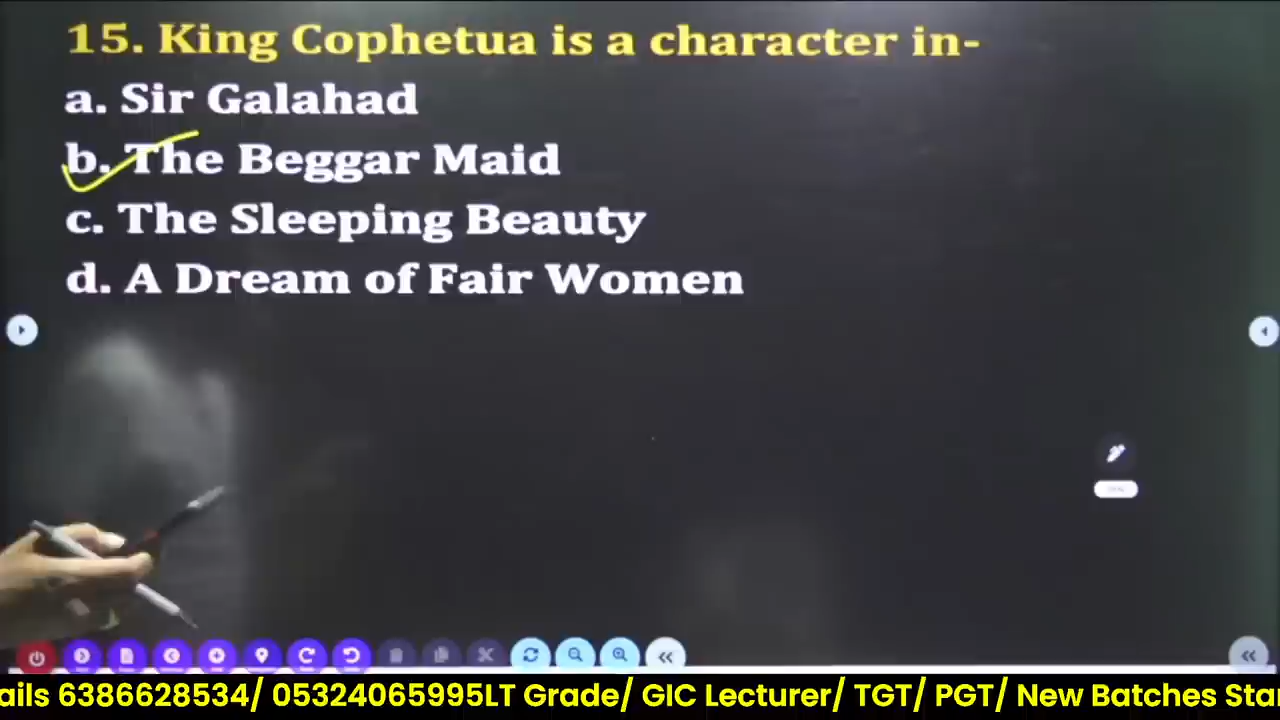 15. King Cophetua is a character in-
a. Sir Galahad
b. The Beggar Maid
c. The Sleeping Beauty
d. A Dream of Fair Women
ails 6386628534/ 05324065995LT Grade/ GIC Lecturer/ TGT/ PGT/ New Batches Sta